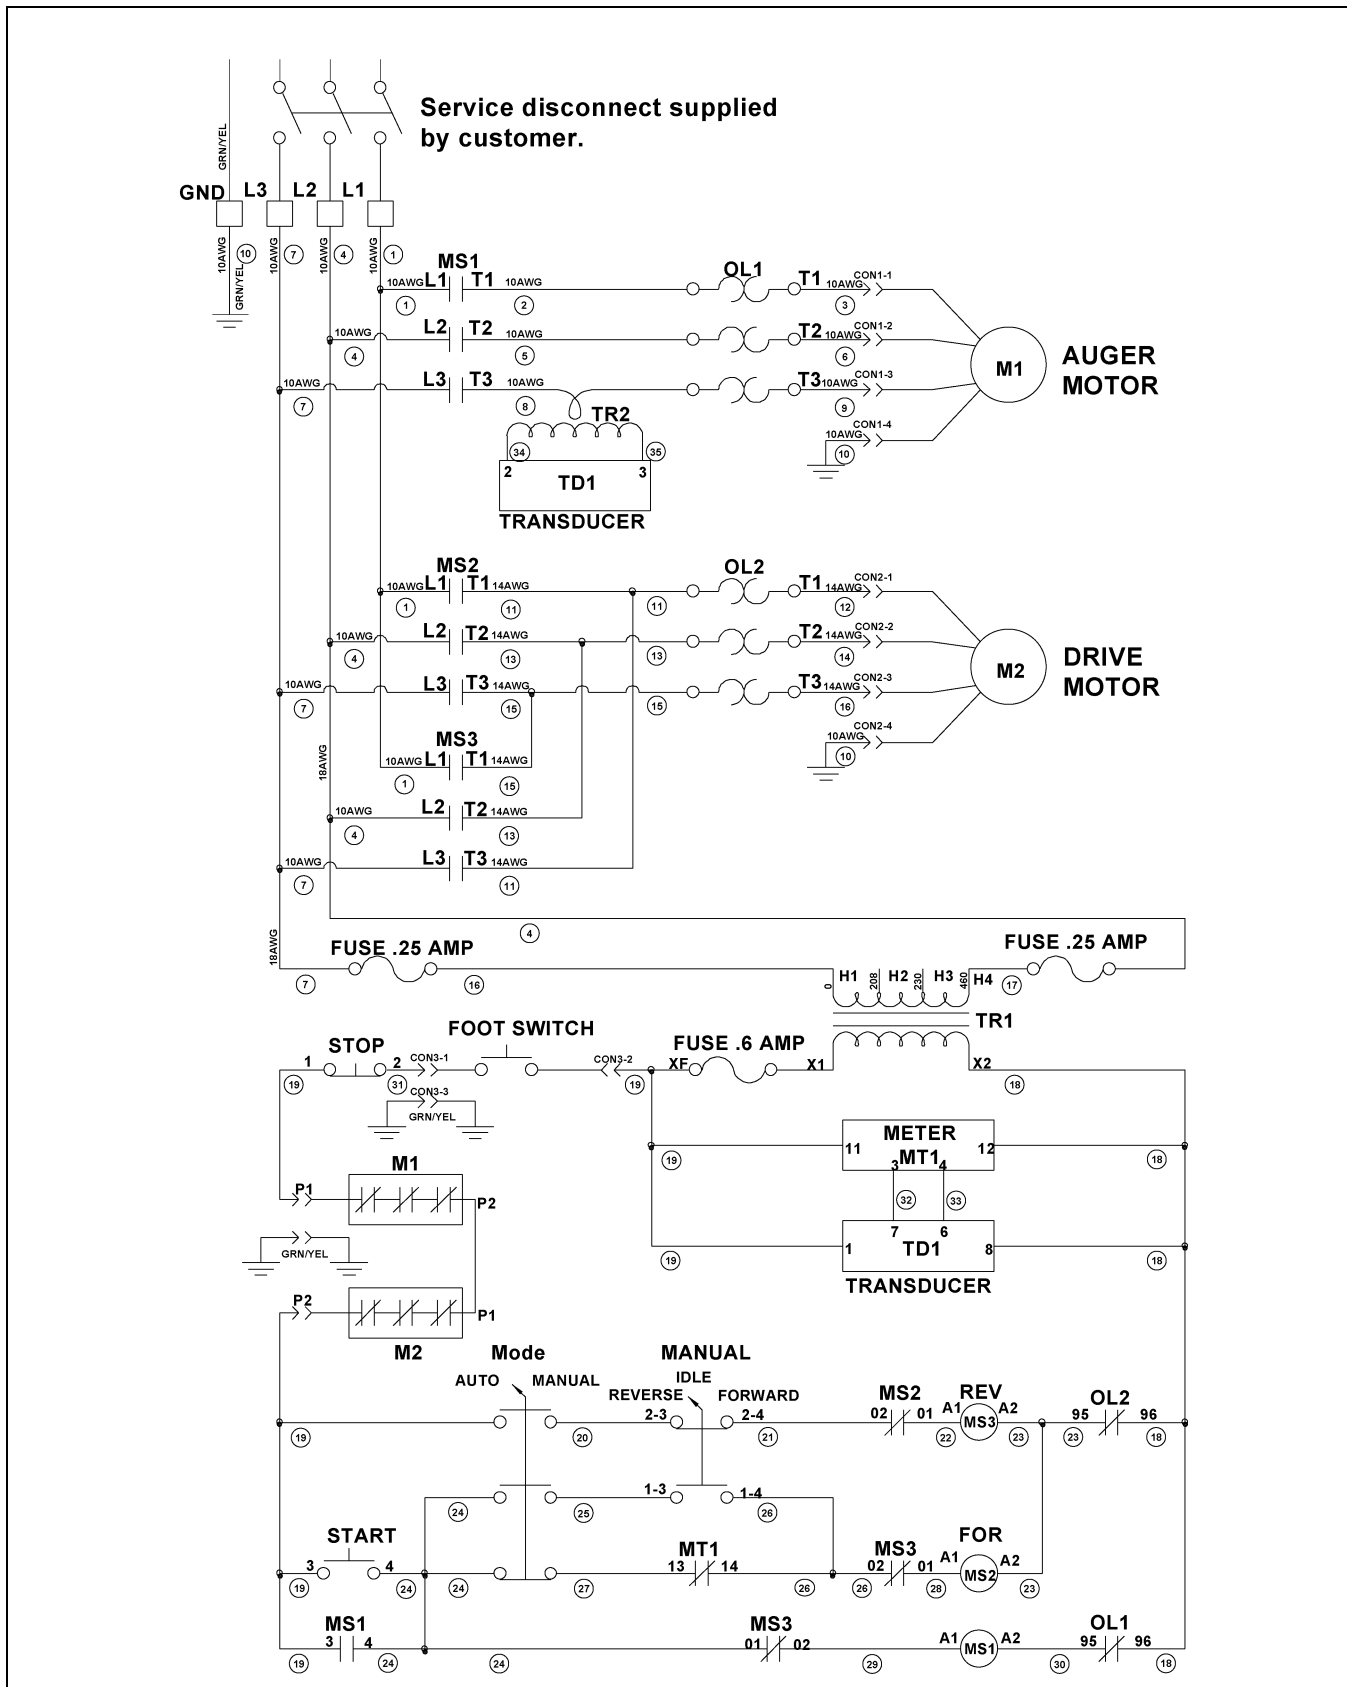 Service disconnect supplied
by customer.
GRN/YEL
GND L3 L2 L1
10AWG 10 10AWG 7 10AWG 4 10AWG 1
GRN/YEL
MS1 OL1
10AWG L1 T1 10AWG T1 10AWG CON1-1
1 2 3
10AWG L2 T2 10AWG T2 10AWG CON1-2
4 5 6
10AWG L3 T3 10AWG T3 10AWG CON1-3
7 8 9
M1 AUGER
MOTOR
TR2
10AWG CON1-4
10
34 35
2 3
TD1
TRANSDUCER
MS2 OL2
10AWG L1 T1 14AWG T1 14AWG CON2-1
1 11 11 12
10AWG L2 T2 14AWG T2 14AWG CON2-2
4 13 13 14
10AWG L3 T3 14AWG T3 14AWG CON2-3
7 15 15 16
M2 DRIVE
MOTOR
10AWG CON2-4
10
MS3
18AWG
10AWG L1 T1 14AWG
1 15
10AWG L2 T2 14AWG
4 13
10AWG L3 T3 14AWG
7 11
4
18AWG
FUSE .25 AMP FUSE .25 AMP
7 16 0 H1 208 H2 230 H3 460 H4 17
TR1
FOOT SWITCH
STOP FUSE .6 AMP
1 2 CON3-1 CON3-2 XF X1 X2
19 31 19 18
CON3-3
GRN/YEL
METER
11 MT1 12
3 4
19 18
32 33
7 6
1 TD1 8
19 18
TRANSDUCER
M1
P1 P2
GRN/YEL
P2 P1
M2
Mode MANUAL
AUTO MANUAL IDLE
REVERSE FORWARD
MS2 REV OL2
2-3 2-4 02 01 A1 MS3 A2 95 96
19 20 21 22 23 23 18
1-3 1-4
24 25 26
START MT1 MS3 FOR
3 4 13 14 02 01 A1 MS2 A2
19 24 24 27 26 26 28 23
MS1 MS3 OL1
3 4 01 02 A1 MS1 A2 95 96
19 24 24 29 30 18